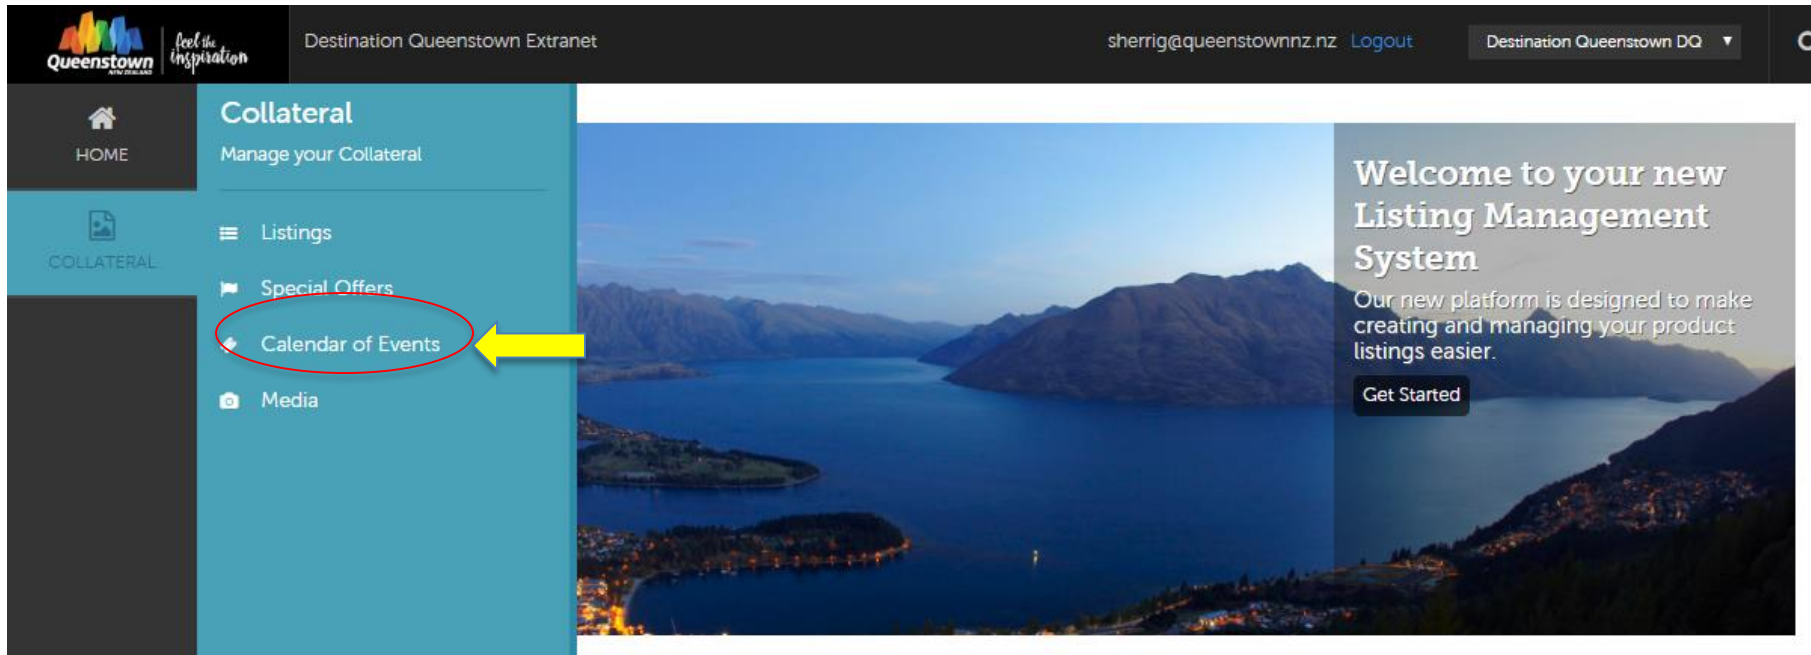 Queenstown
NEW ZEALAND
feel the
inspiration
Destination Queenstown Extranet
sherrig@queenstownnz.nz Logout
Destination Queenstown DQ
HOME
COLLATERAL
Collateral
Manage your Collateral
Listings
Special Offers
Calendar of Events
Media
Welcome to your new
Listing Management
System
Our new platform is designed to make
creating and managing your product
listings easier.
Get Started